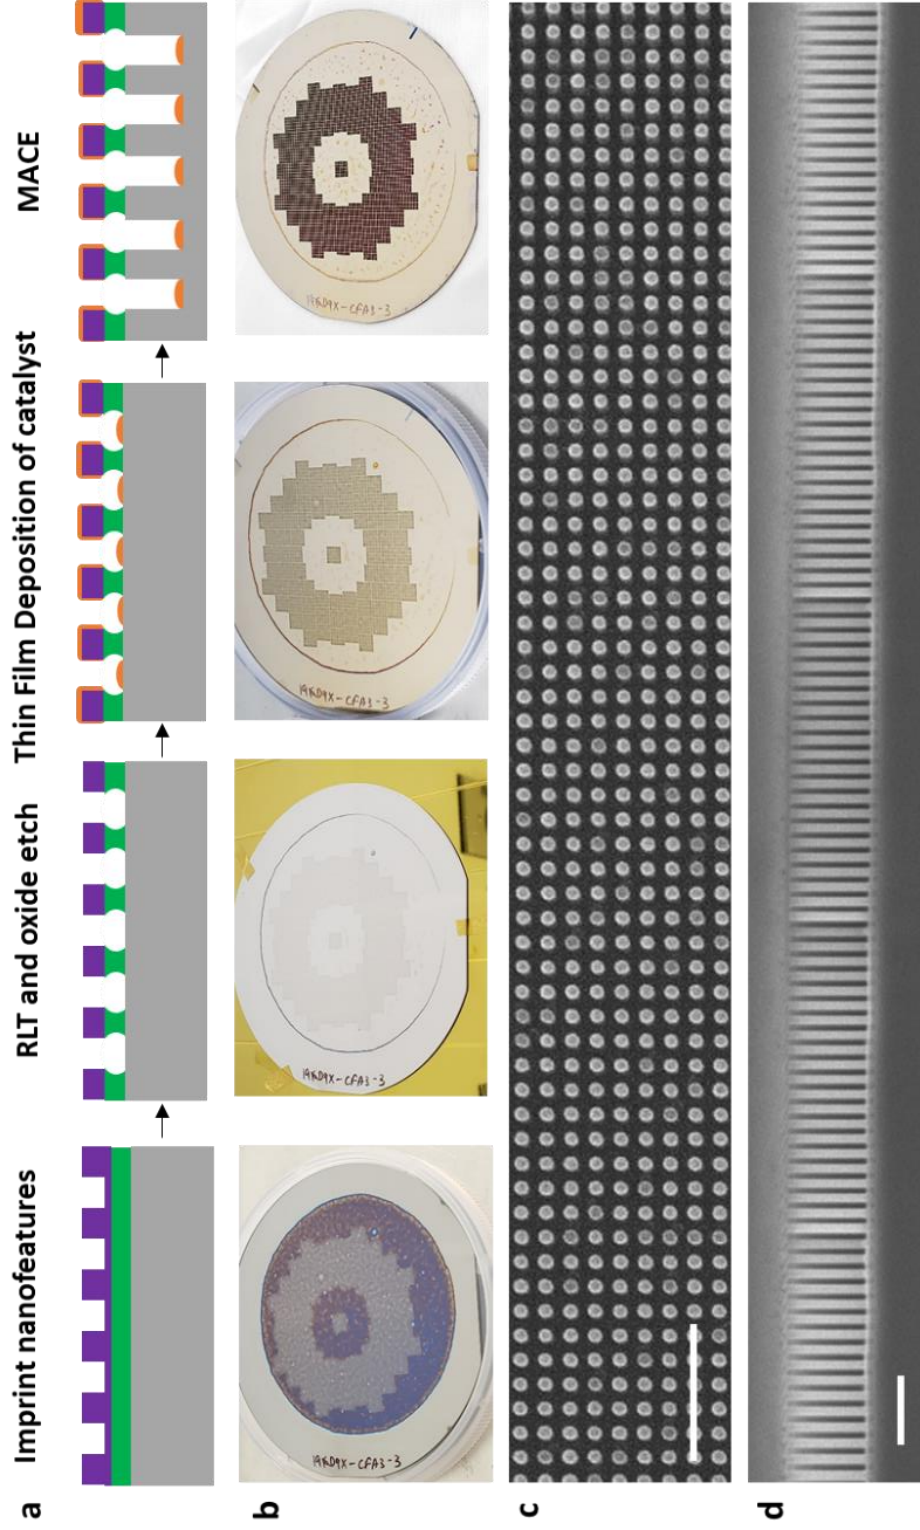 a
Imprint nanofeatures
RLT and oxide etch
Thin Film Deposition of catalyst
MACE
b
19KD9X-CFA3-3
19KD9X-CFA3-3
19KD9X-CFA3-3
19KD9X-CFA3-3
c
d